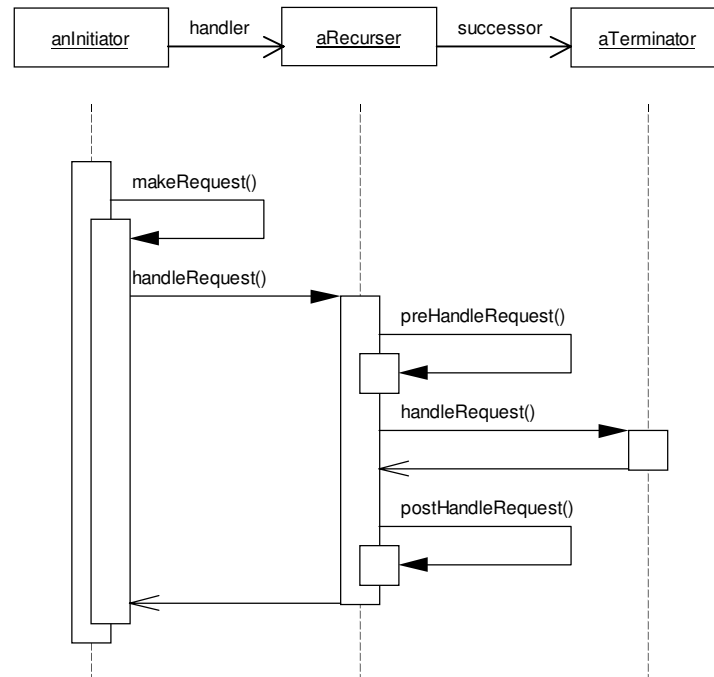 anInitiator
handler
aRecurser
successor
aTerminator
makeRequest()
handleRequest()
preHandleRequest()
handleRequest()
postHandleRequest()